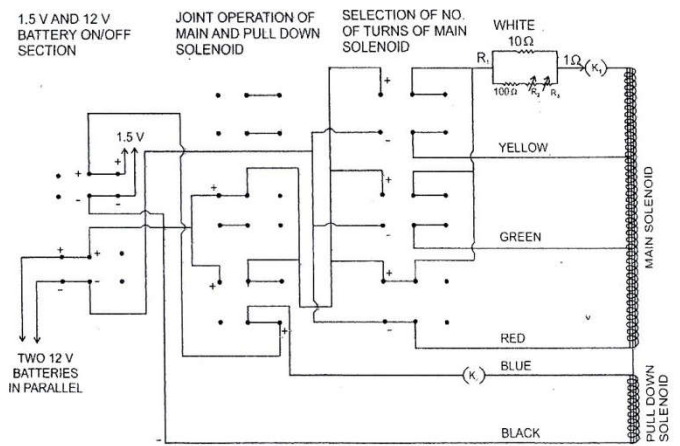 1.5 V AND 12 V
BATTERY ON/OFF
SECTION
JOINT OPERATION OF
MAIN AND PULL DOWN
SOLENOID
SELECTION OF NO.
OF TURNS OF MAIN
SOLENOID
WHITE
10Ω
R₁
1Ω
K₁
100Ω
R₂
R₃
+
+
-
1.5 V
+
+
-
-
YELLOW
+
+
+
-
-
GREEN
MAIN SOLENOID
+
+
-
-
+
+
-
RED
TWO 12 V
BATTERIES
IN PARALLEL
K
BLUE
-
BLACK
PULL DOWN
SOLENOID